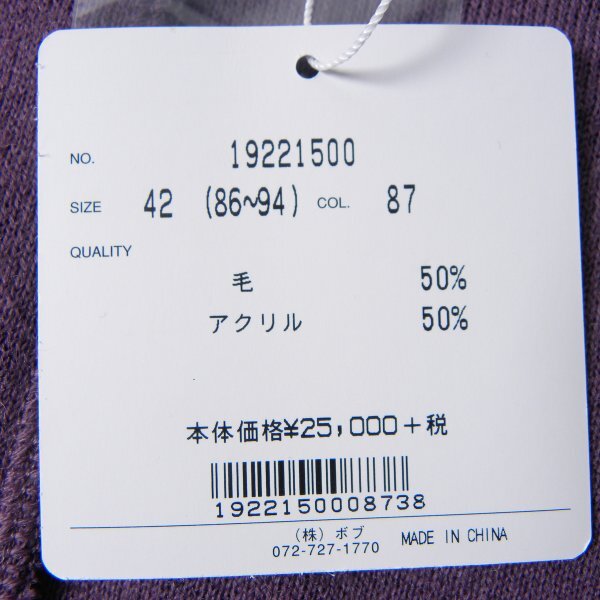 NO. 19221500
SIZE 42 (86~94) COL. 87
QUALITY
毛 50%
アクリル 50%
本体価格¥25,000+税
1922150008738
(株)ボブ
072-727-1770 MADE IN CHINA